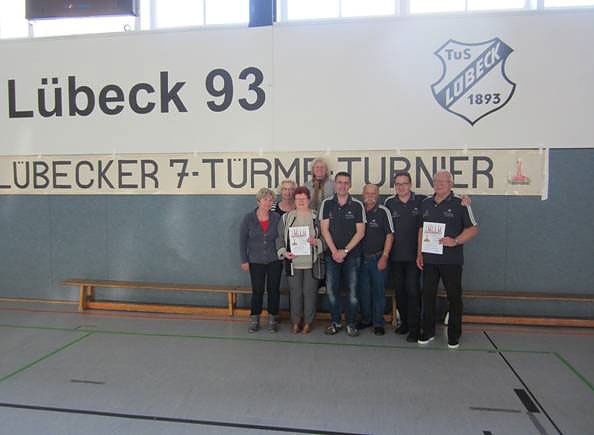 Lübeck 93
TuS
LÜBECK
1893
LÜBECKER 7-TÜRME-TURNIER